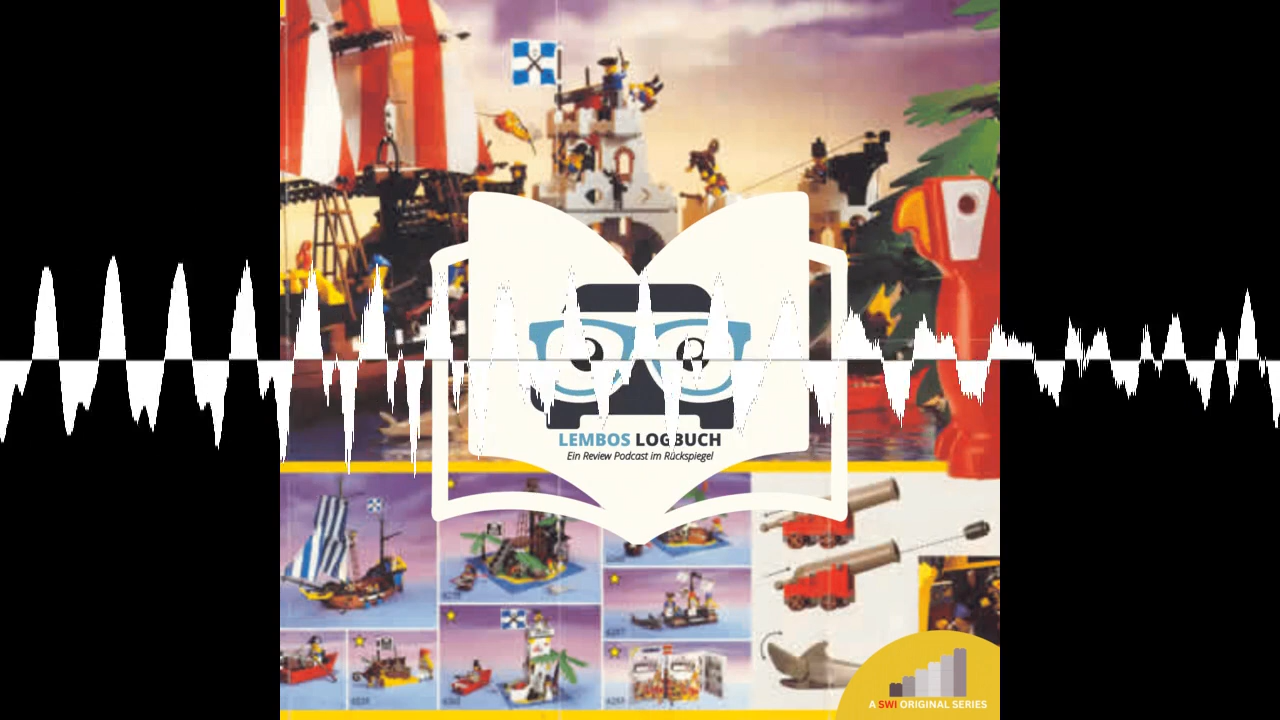 LEMBOS LOGBUCH
Ein Review Podcast im Rückspiegel
A SWI ORIGINAL SERIES